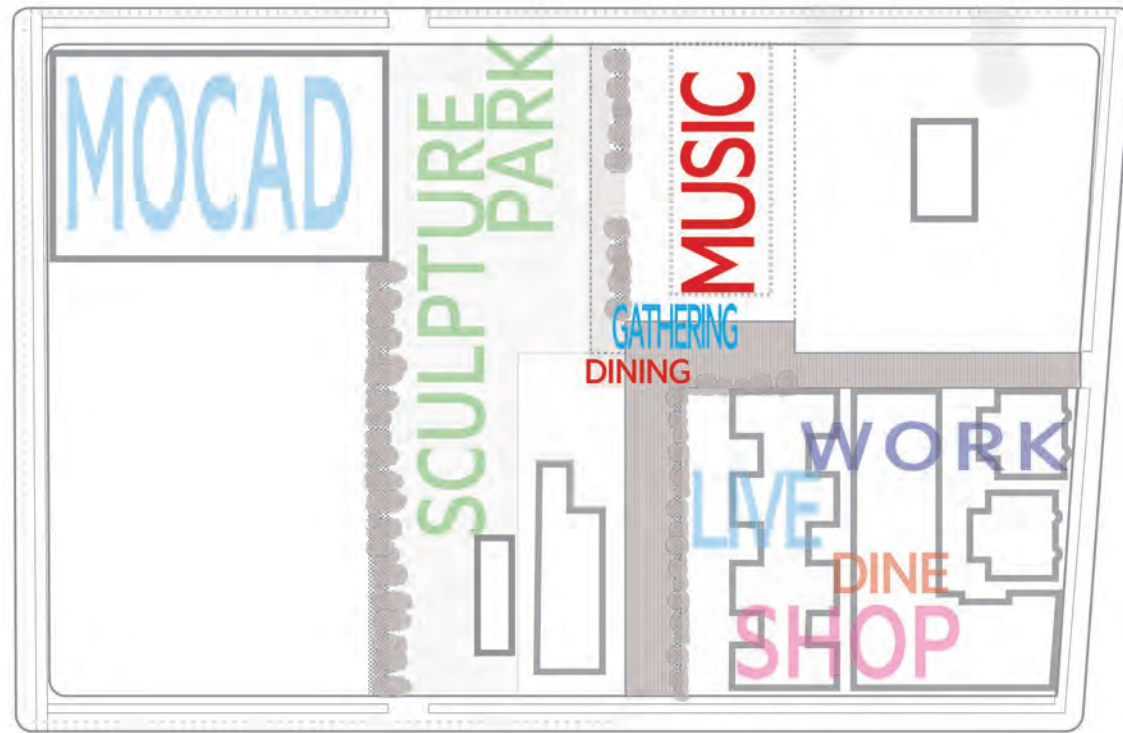 MOCAD
SCULPTURE
PARK
MUSIC
GATHERING
DINING
WORK
LIVE
DINE
SHOP